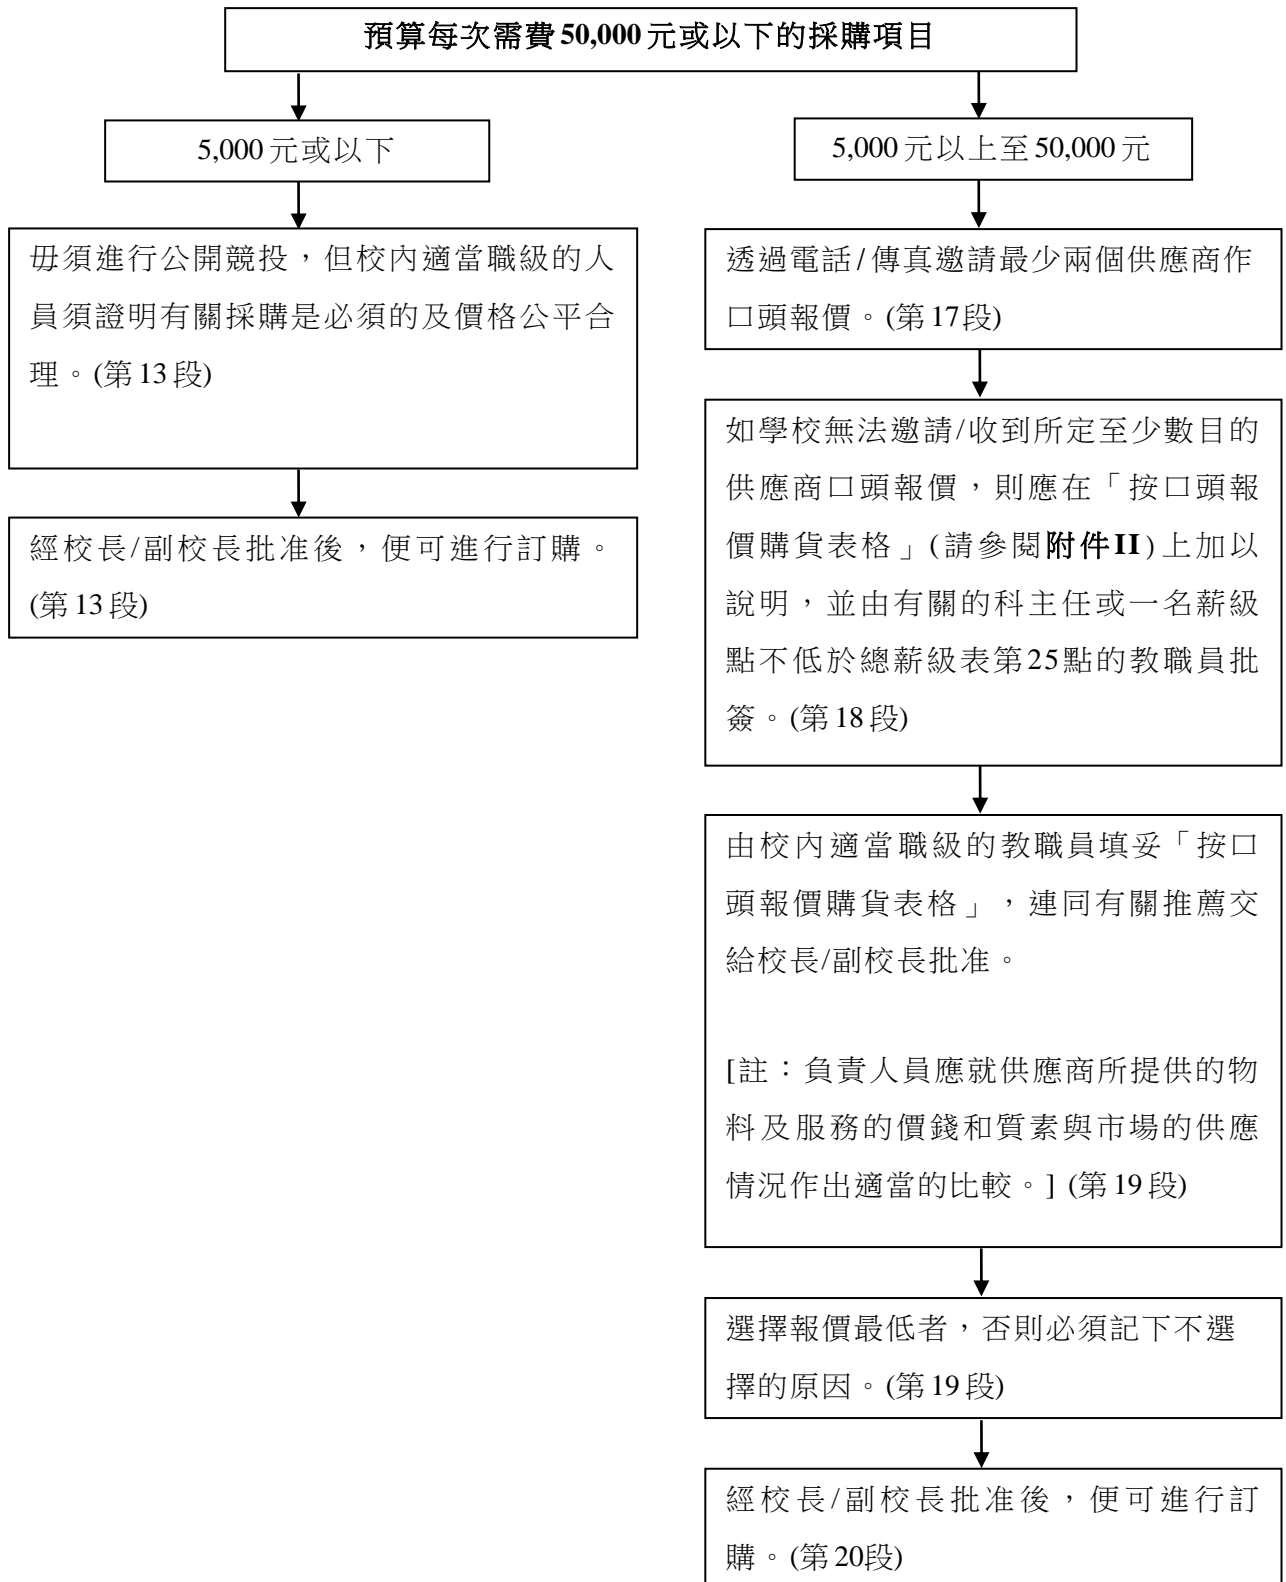 預算每次需費50,000元或以下的採購項目
5,000元或以下
毋須進行公開競投，但校內適當職級的人
員須證明有關採購是必須的及價格公平合
理。(第13段)
經校長/副校長批准後，便可進行訂購。
(第13段)
5,000元以上至50,000元
透過電話/傳真邀請最少兩個供應商作
口頭報價。(第17段)
如學校無法邀請/收到所定至少數目的
供應商口頭報價，則應在「按口頭報
價購貨表格」(請參閱附件II)上加以
說明，並由有關的科主任或一名薪級
點不低於總薪級表第25點的教職員批
簽。(第18段)
由校內適當職級的教職員填妥「按口
頭報價購貨表格」，連同有關推薦交
給校長/副校長批准。
[註：負責人員應就供應商所提供的物
料及服務的價錢和質素與市場的供應
情況作出適當的比較。] (第19段)
選擇報價最低者，否則必須記下不選
擇的原因。(第19段)
經校長/副校長批准後，便可進行訂
購。(第20段)